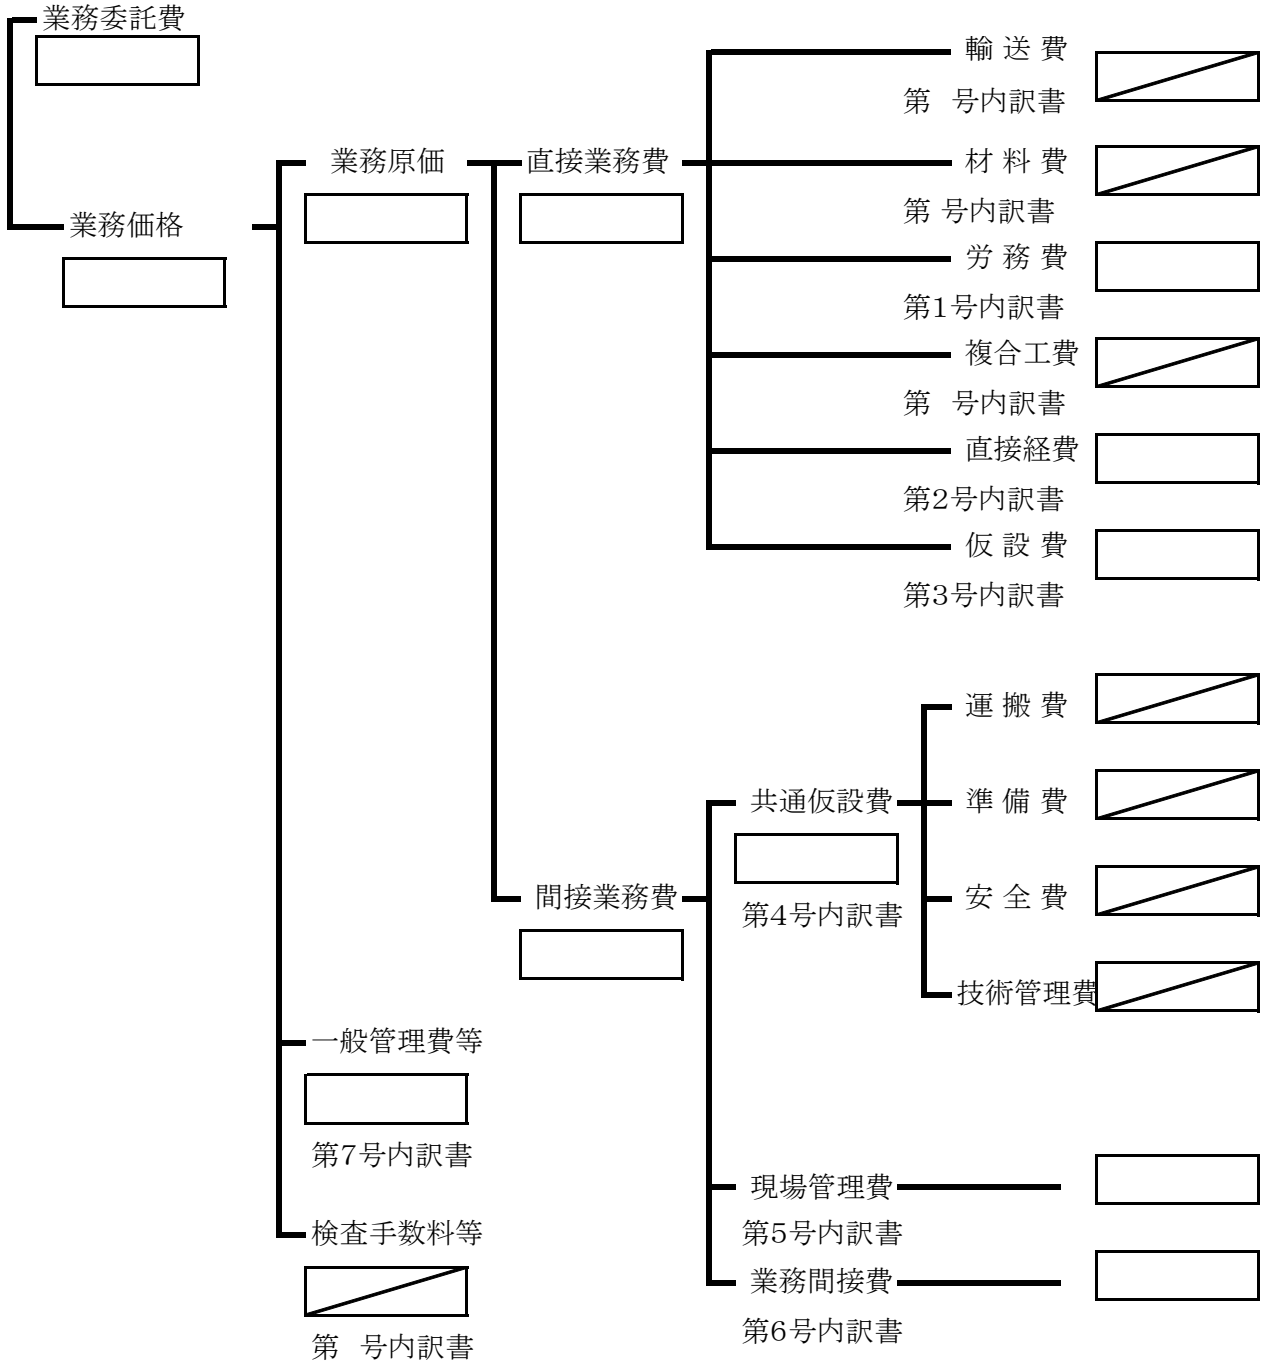 業務委託費
輸 送 費
第　号内訳書
業務原価
直接業務費
材 料 費
第 号内訳書
業務価格
労 務 費
第1号内訳書
複合工費
第　号内訳書
直接経費
第2号内訳書
仮 設 費
第3号内訳書
運 搬 費
共通仮設費
準 備 費
間接業務費
第4号内訳書
安 全 費
技術管理費
一般管理費等
第7号内訳書
現場管理費
第5号内訳書
検査手数料等
業務間接費
第6号内訳書
第　号内訳書